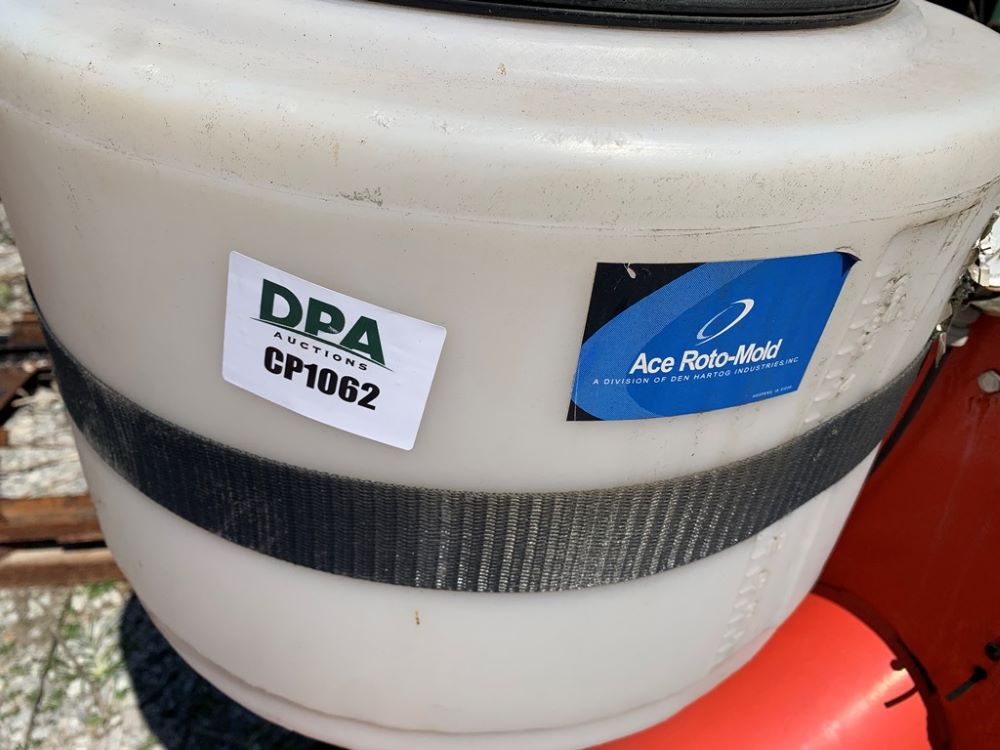 DPA
AUCTIONS
CP1062
Ace Roto-Mold
A DIVISION OF DEN HARTOG INDUSTRIES,INC